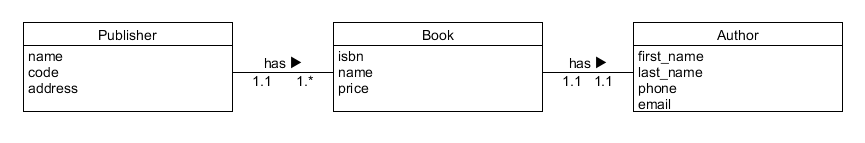 Publisher
name
code
address
has ▶
1.1 1.*
Book
isbn
name
price
has ▶
1.1 1.1
Author
first_name
last_name
phone
email